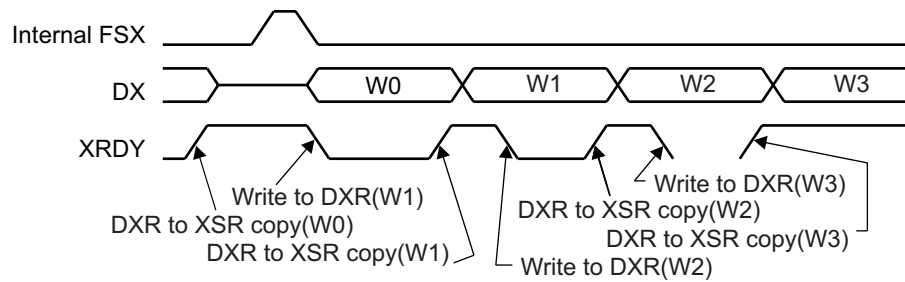 Internal FSX
DX
W0
W1
W2
W3
XRDY
Write to DXR(W1)
Write to DXR(W3)
DXR to XSR copy(W0)
DXR to XSR copy(W2)
DXR to XSR copy(W1)
DXR to XSR copy(W3)
Write to DXR(W2)